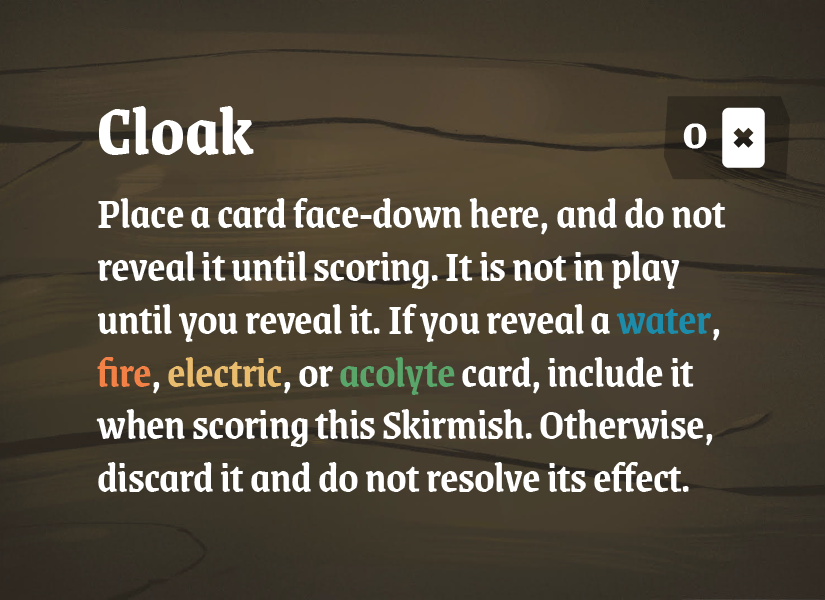 Cloak
0
Place a card face-down here, and do not
reveal it until scoring. It is not in play
until you reveal it. If you reveal a water,
fire, electric, or acolyte card, include it
when scoring this Skirmish. Otherwise,
discard it and do not resolve its effect.